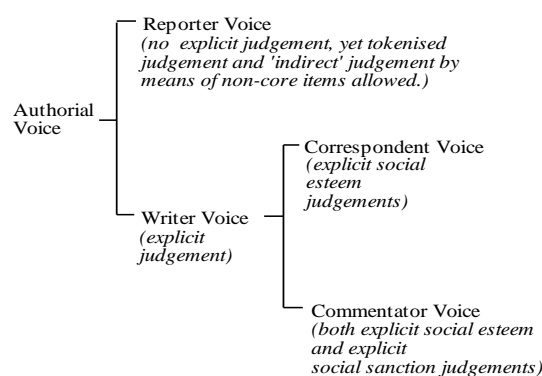 Reporter Voice
(no explicit judgement, yet tokenised
judgement and 'indirect' judgement by
means of non-core items allowed.)
Authorial
Voice
Correspondent Voice
(explicit social
esteem
judgements)
Writer Voice
(explicit
judgement)
Commentator Voice
(both explicit social esteem
and explicit
social sanction judgements)